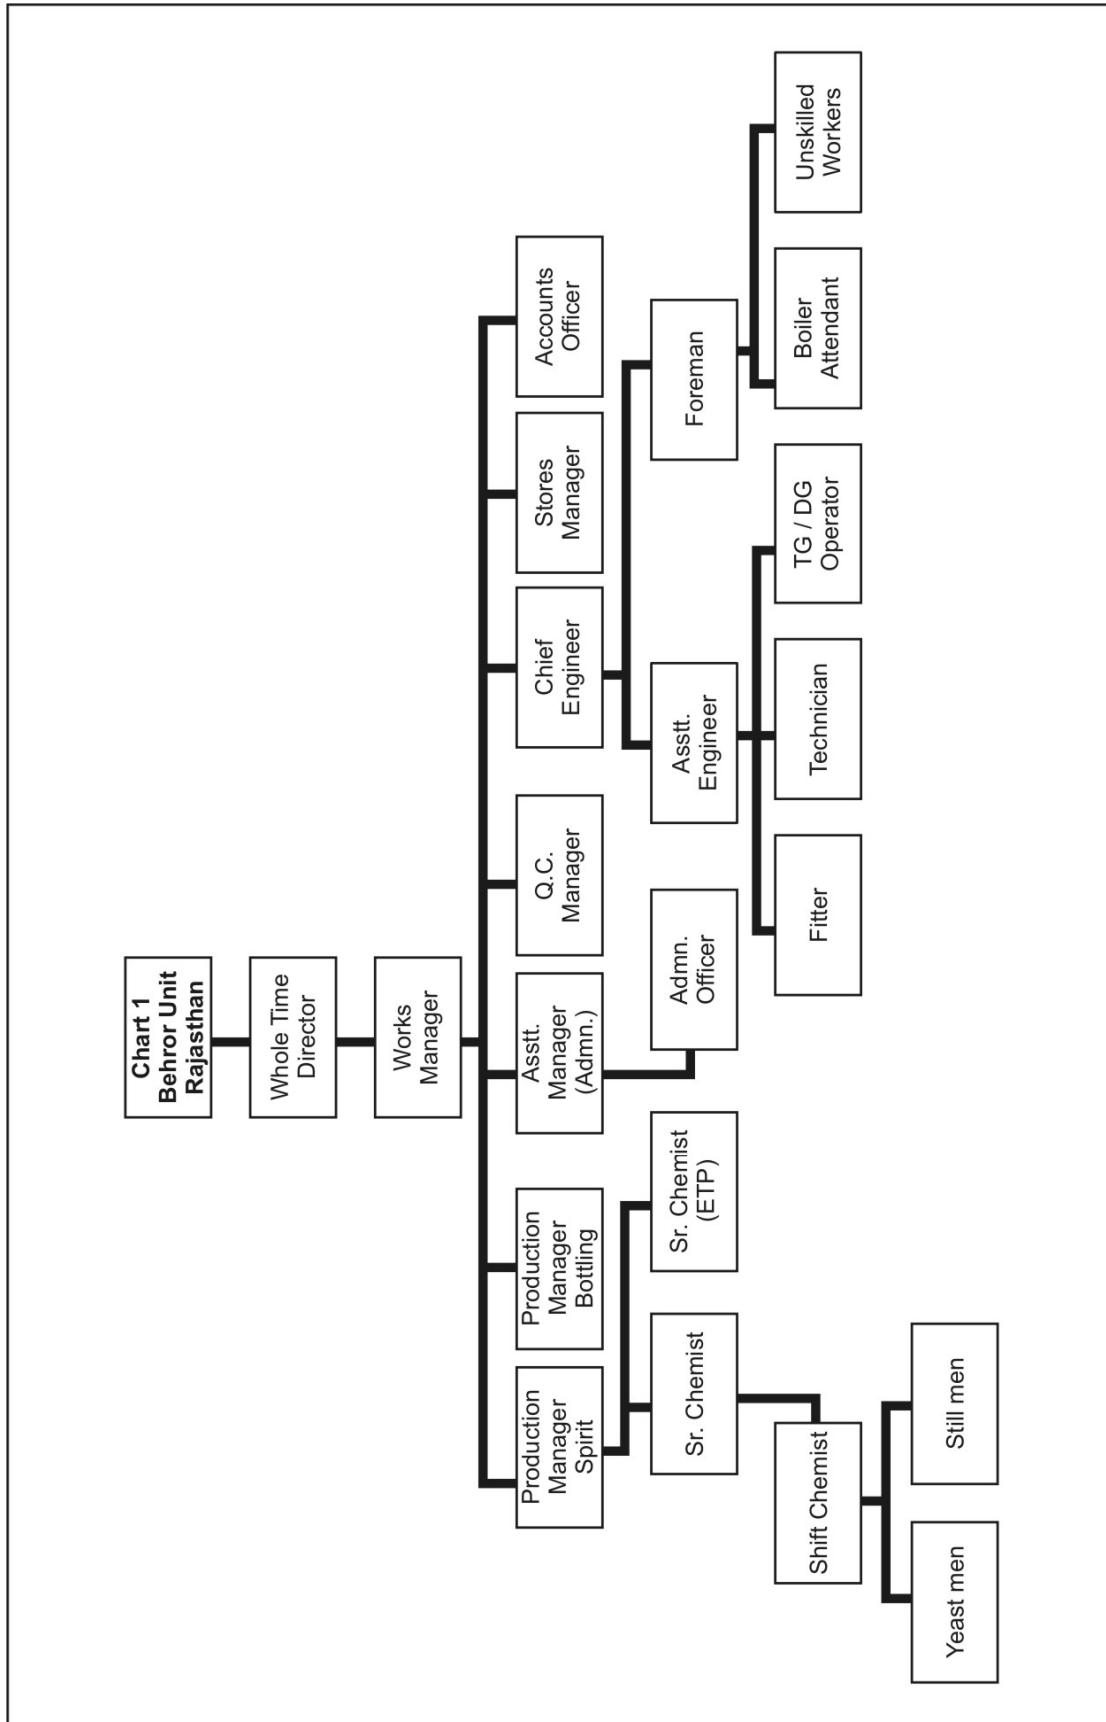 Chart 1
Behror Unit
Rajasthan
Whole Time
Director
Works
Manager
Production
Manager
Spirit
Production
Manager
Bottling
Asstt.
Manager
(Admn.)
Q.C.
Manager
Chief
Engineer
Stores
Manager
Accounts
Officer
Sr. Chemist
Sr. Chemist
(ETP)
Admn.
Officer
Asstt.
Engineer
Foreman
Shift Chemist
Fitter
Technician
TG / DG
Operator
Boiler
Attendant
Unskilled
Workers
Yeast men
Still men